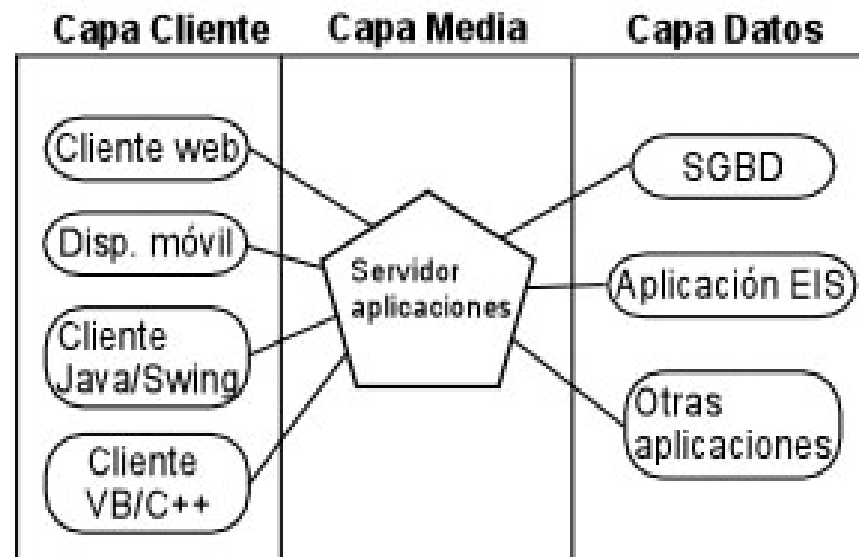 Capa Cliente
Capa Media
Capa Datos
Cliente web
Disp. móvil
Cliente
Java/Swing
Cliente
VB/C++
Servidor
aplicaciones
SGBD
Aplicación EIS
Otras
aplicaciones